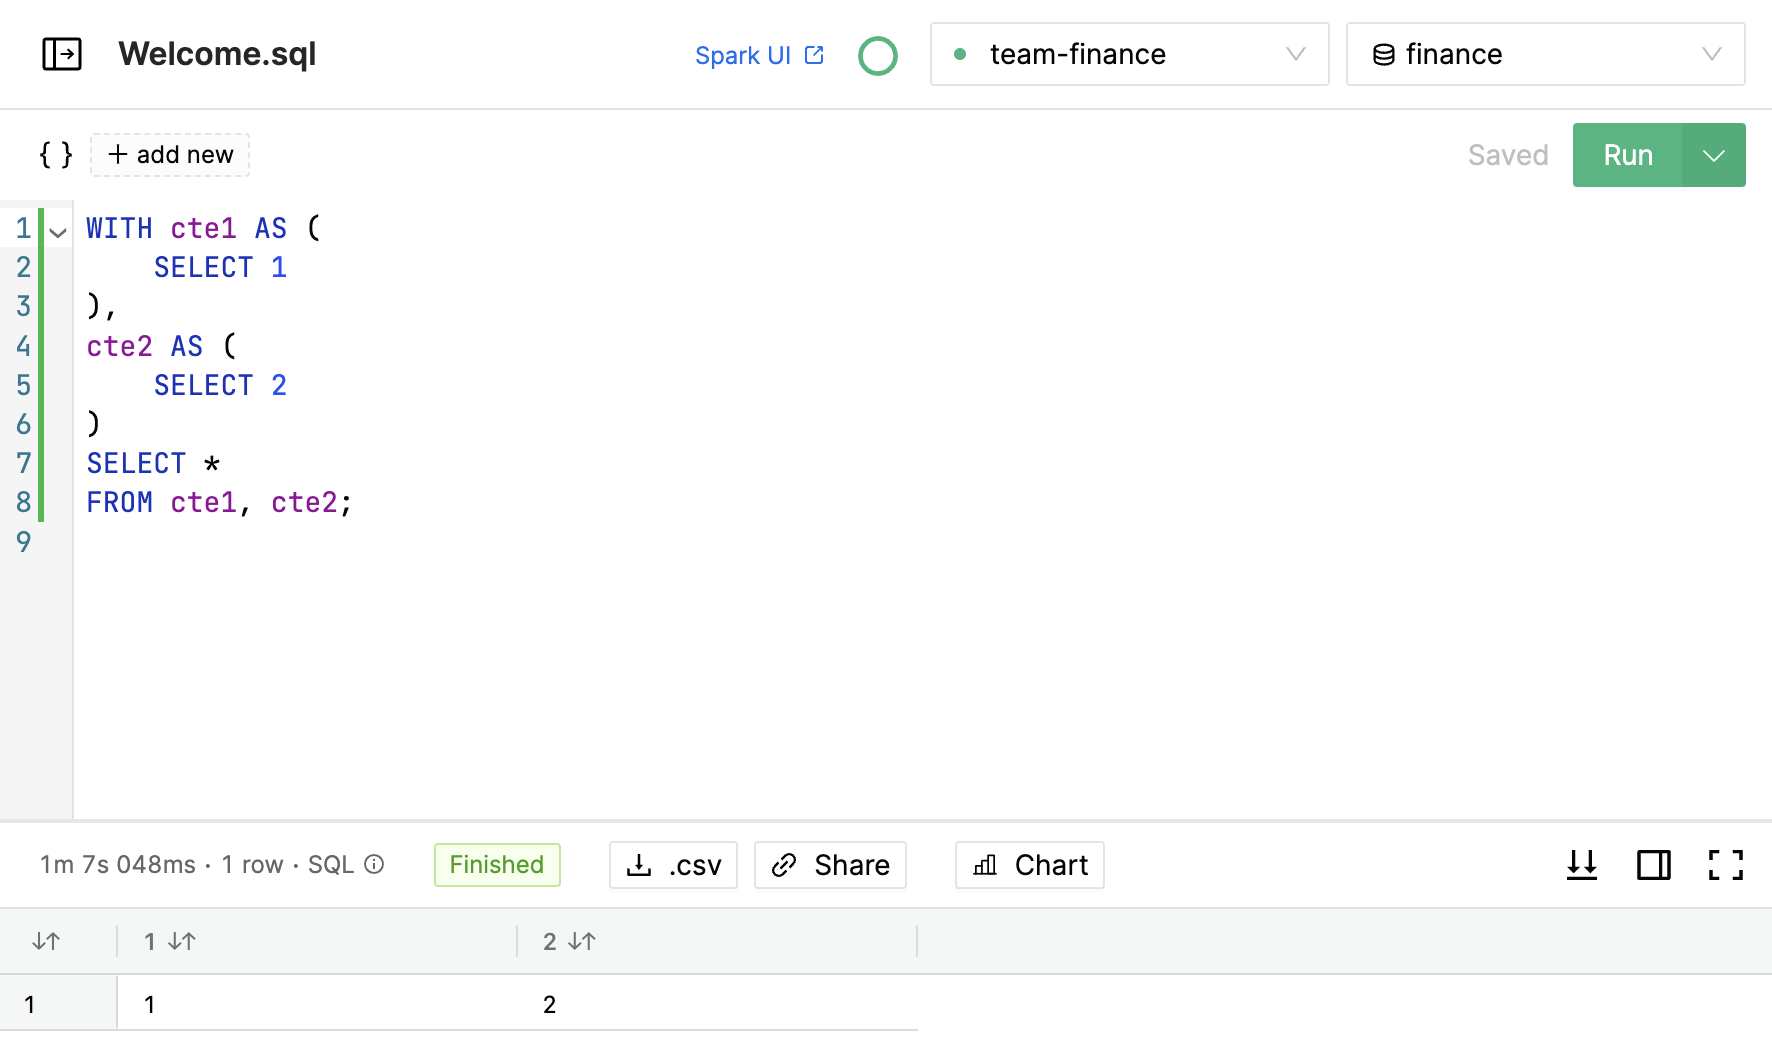 Welcome.sql Spark UI team-finance finance
{ } + add new Saved Run
1 WITH cte1 AS (
2     SELECT 1
3 ),
4 cte2 AS (
5     SELECT 2
6 )
7 SELECT *
8 FROM cte1, cte2;
9
1m 7s 048ms · 1 row · SQL Finished .csv Share Chart
1 2
1 1 2